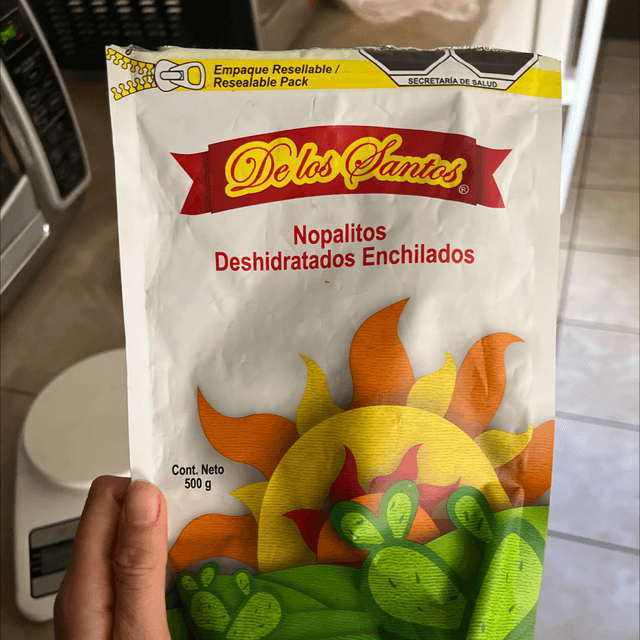 Empaque Resellable /
Resealable Pack
SECRETARÍA DE SALUD
De los Santos®
Nopalitos
Deshidratados Enchilados
Cont. Neto
500 g